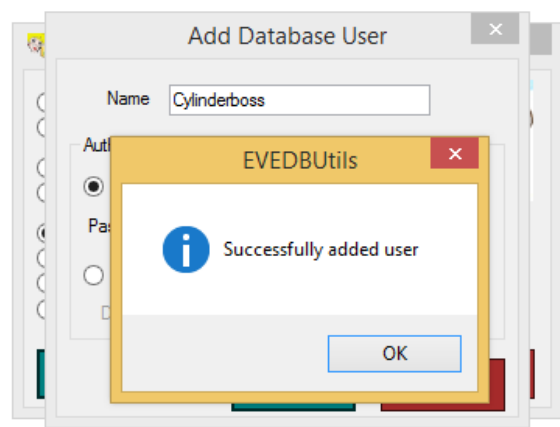 Add Database User
Name Cylinderboss
EVEDBUtils
Successfully added user
OK